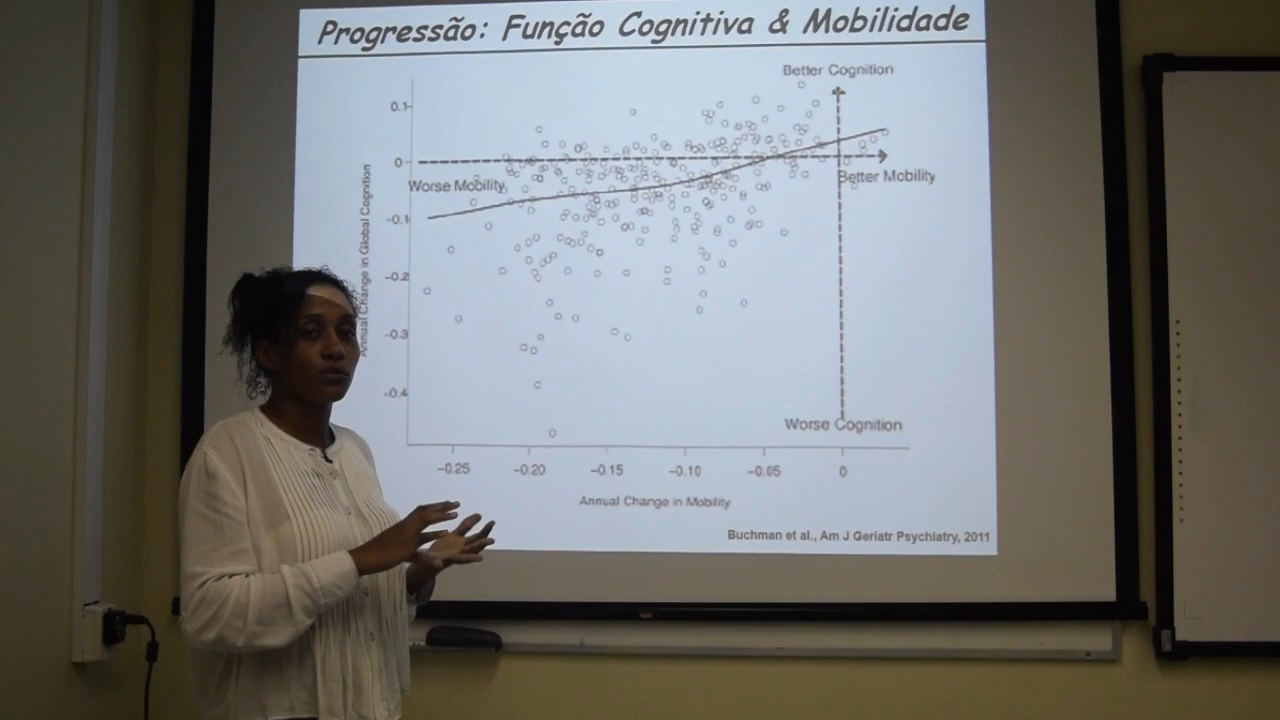 Progressão: Função Cognitiva & Mobilidade
Better Cognition
0.1
0
Worse Mobility
Better Mobility
-0.1
-0.2
-0.3
-0.4
Annual Change in Global Cognition
Worse Cognition
-0.25 -0.20 -0.15 -0.10 -0.05 0
Annual Change in Mobility
Buchman et al., Am J Geriatr Psychiatry, 2011